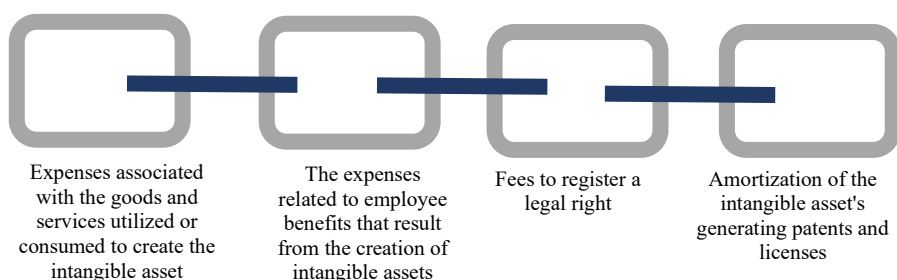 Expenses associated
with the goods and
services utilized or
consumed to create the
intangible asset
The expenses
related to employee
benefits that result
from the creation of
intangible assets
Fees to register a
legal right
Amortization of the
intangible asset's
generating patents and
licenses